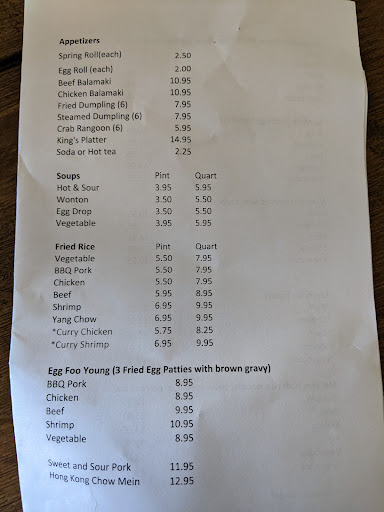 Appetizers
Spring Roll(each) 2.50
Egg Roll (each) 2.00
Beef Balamaki 10.95
Chicken Balamaki 10.95
Fried Dumpling (6) 7.95
Steamed Dumpling (6) 7.95
Crab Rangoon (6) 5.95
King's Platter 14.95
Soda or Hot tea 2.25
Soups Pint Quart
Hot & Sour 3.95 5.95
Wonton 3.50 5.50
Egg Drop 3.50 5.50
Vegetable 3.95 5.95
Fried Rice Pint Quart
Vegetable 5.50 7.95
BBQ Pork 5.50 7.95
Chicken 5.50 7.95
Beef 5.95 8.95
Shrimp 6.95 9.95
Yang Chow 6.95 9.95
*Curry Chicken 5.75 8.25
*Curry Shrimp 6.95 9.95
Egg Foo Young (3 Fried Egg Patties with brown gravy)
BBQ Pork 8.95
Chicken 8.95
Beef 9.95
Shrimp 10.95
Vegetable 8.95
Sweet and Sour Pork 11.95
Hong Kong Chow Mein 12.95